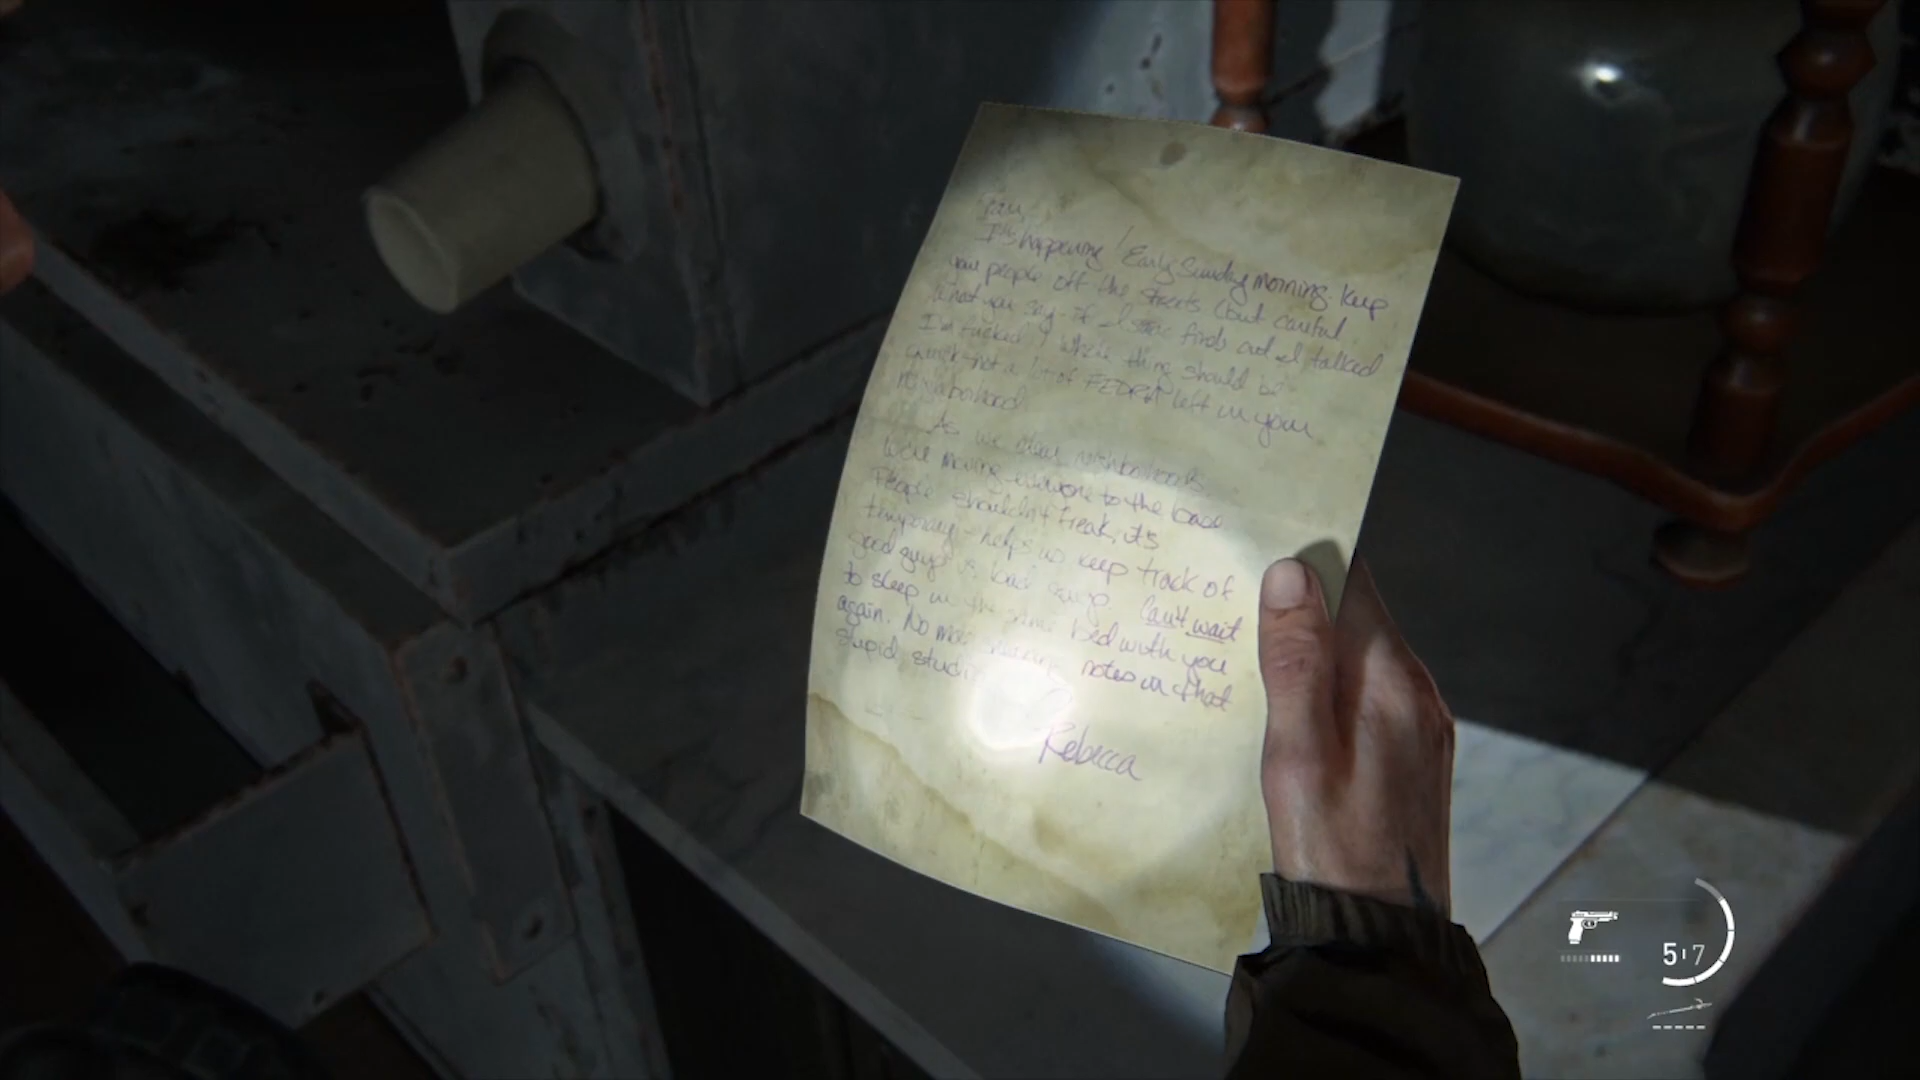 It's happening! Early Sunday morning. Keep
your people off the streets (but careful
what you say - if Isaac finds out I talked
I'm fucked) whole thing should be
quick - not a lot of FEDRA left in your
neighborhood
As we clear neighborhoods
We're moving everyone to the base
People shouldn't freak, it's
temporary - helps us keep track of
good guys vs. bad guys. Can't wait
to sleep in the same bed with you
again. No more notes in that
stupid studio
Rebecca
5 7